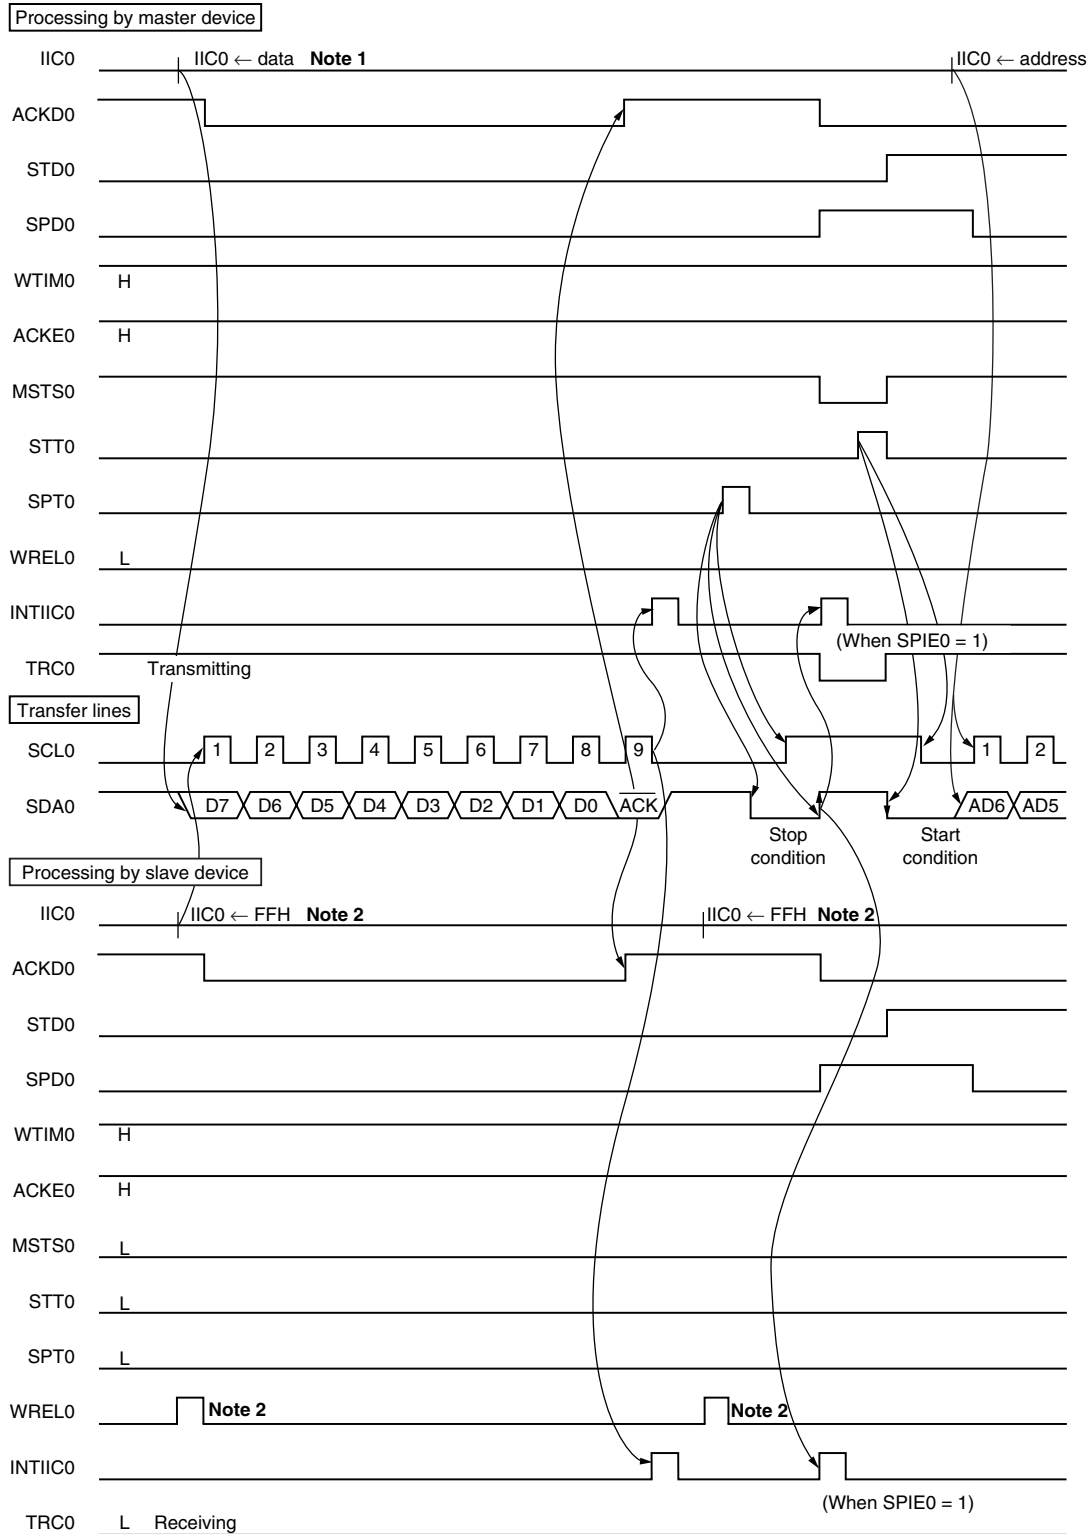 Processing by master device
IIC0 IIC0 ← data Note 1 IIC0 ← address
ACKD0
STD0
SPD0
WTIM0 H
ACKE0 H
MSTS0
STT0
SPT0
WREL0 L
INTIIC0
(When SPIE0 = 1)
TRC0 Transmitting
Transfer lines
SCL0 1 2 3 4 5 6 7 8 9 1 2
SDA0 D7 D6 D5 D4 D3 D2 D1 D0 ACK AD6 AD5
Stop condition Start condition
Processing by slave device
IIC0 IIC0 ← FFH Note 2 IIC0 ← FFH Note 2
ACKD0
STD0
SPD0
WTIM0 H
ACKE0 H
MSTS0 L
STT0 L
SPT0 L
WREL0 Note 2 Note 2
INTIIC0
(When SPIE0 = 1)
TRC0 L Receiving